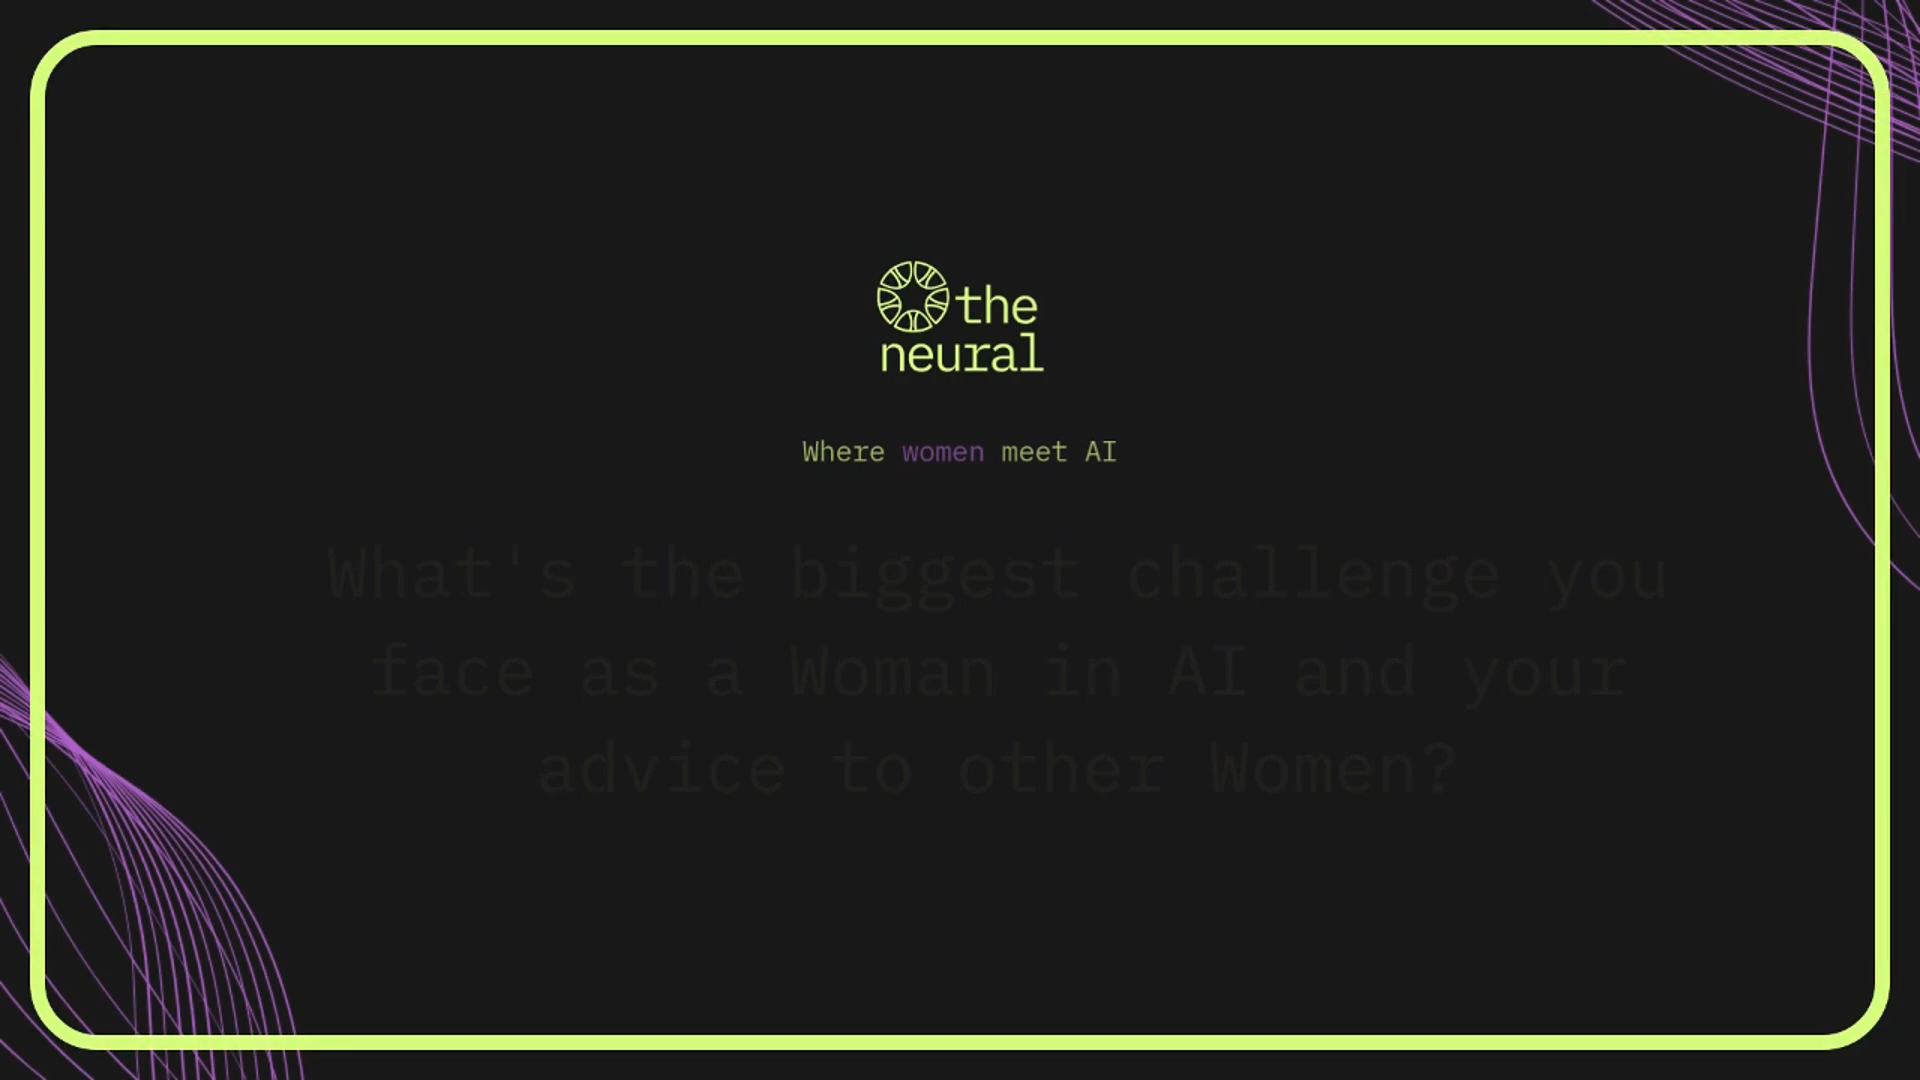 the
neural
Where women meet AI
What's the biggest challenge you
face as a Woman in AI and your
advice to other Women?